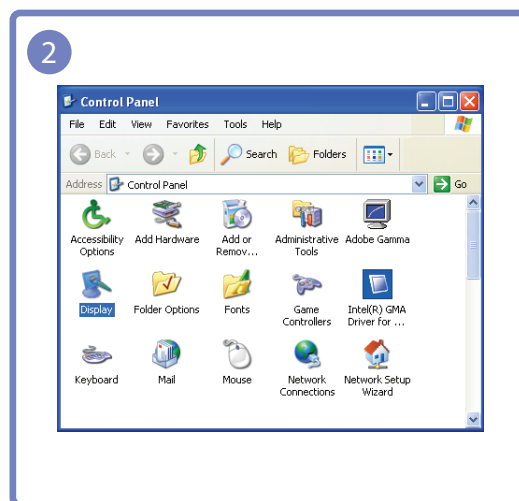 2
Control Panel
File Edit View Favorites Tools Help
Back Search Folders
Address Control Panel Go
Accessibility Options Add Hardware Add or Remov... Administrative Tools Adobe Gamma
Display Folder Options Fonts Game Controllers Intel(R) GMA Driver for ...
Keyboard Mail Mouse Network Connections Network Setup Wizard